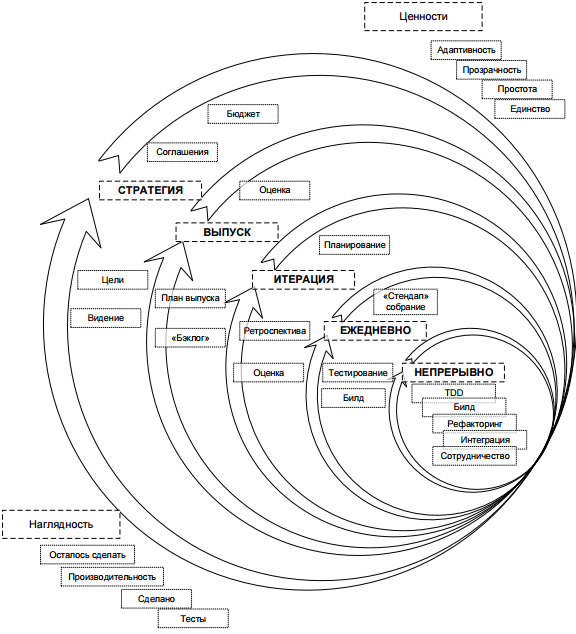 Ценности
Адаптивность
Прозрачность
Простота
Единство
Бюджет
Соглашения
СТРАТЕГИЯ
Оценка
ВЫПУСК
Планирование
Цели
ИТЕРАЦИЯ
План выпуска
«Стендап»
собрание
Видение
«Бэклог»
Ретроспектива
ЕЖЕДНЕВНО
Оценка
Тестирование
НЕПРЕРЫВНО
Билд
TDD
Билд
Рефакторинг
Интеграция
Сотрудничество
Наглядность
Осталось сделать
Производительность
Сделано
Тесты